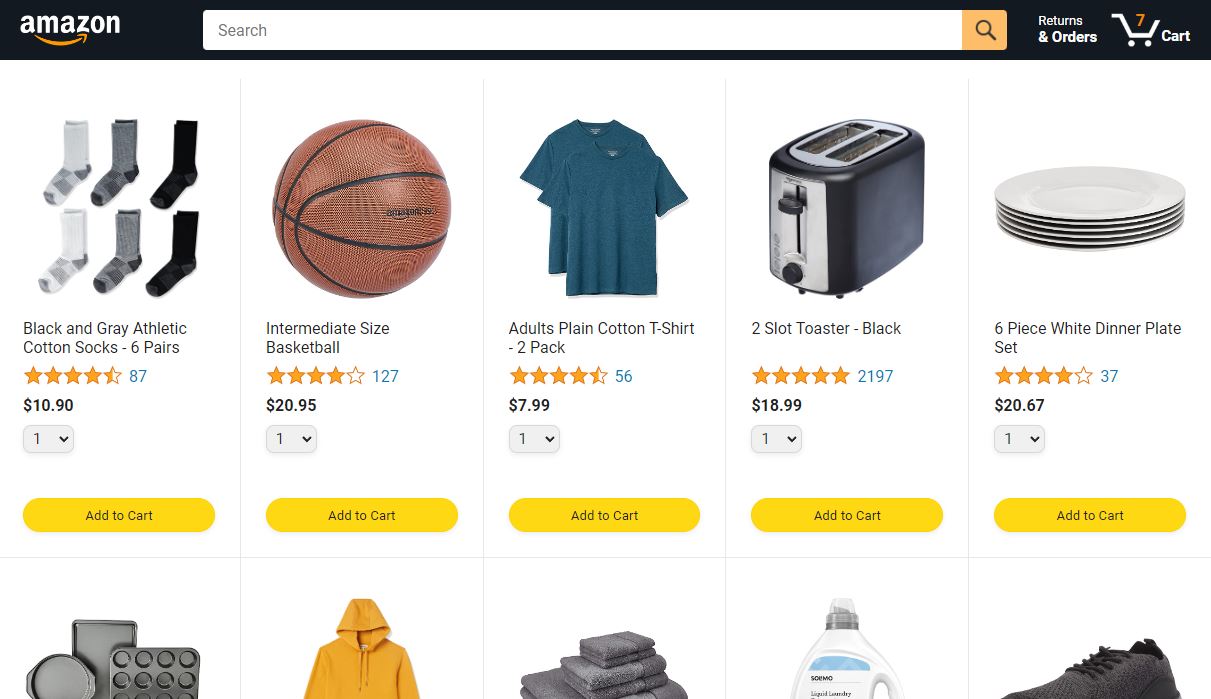 amazon
Search
Returns
& Orders
7
Cart
Black and Gray Athletic
Cotton Socks - 6 Pairs
87
$10.90
1
Add to Cart
Intermediate Size
Basketball
127
$20.95
1
Add to Cart
Adults Plain Cotton T-Shirt
- 2 Pack
56
$7.99
1
Add to Cart
2 Slot Toaster - Black
2197
$18.99
1
Add to Cart
6 Piece White Dinner Plate
Set
37
$20.67
1
Add to Cart
SOLIMO
Liquid Laundry